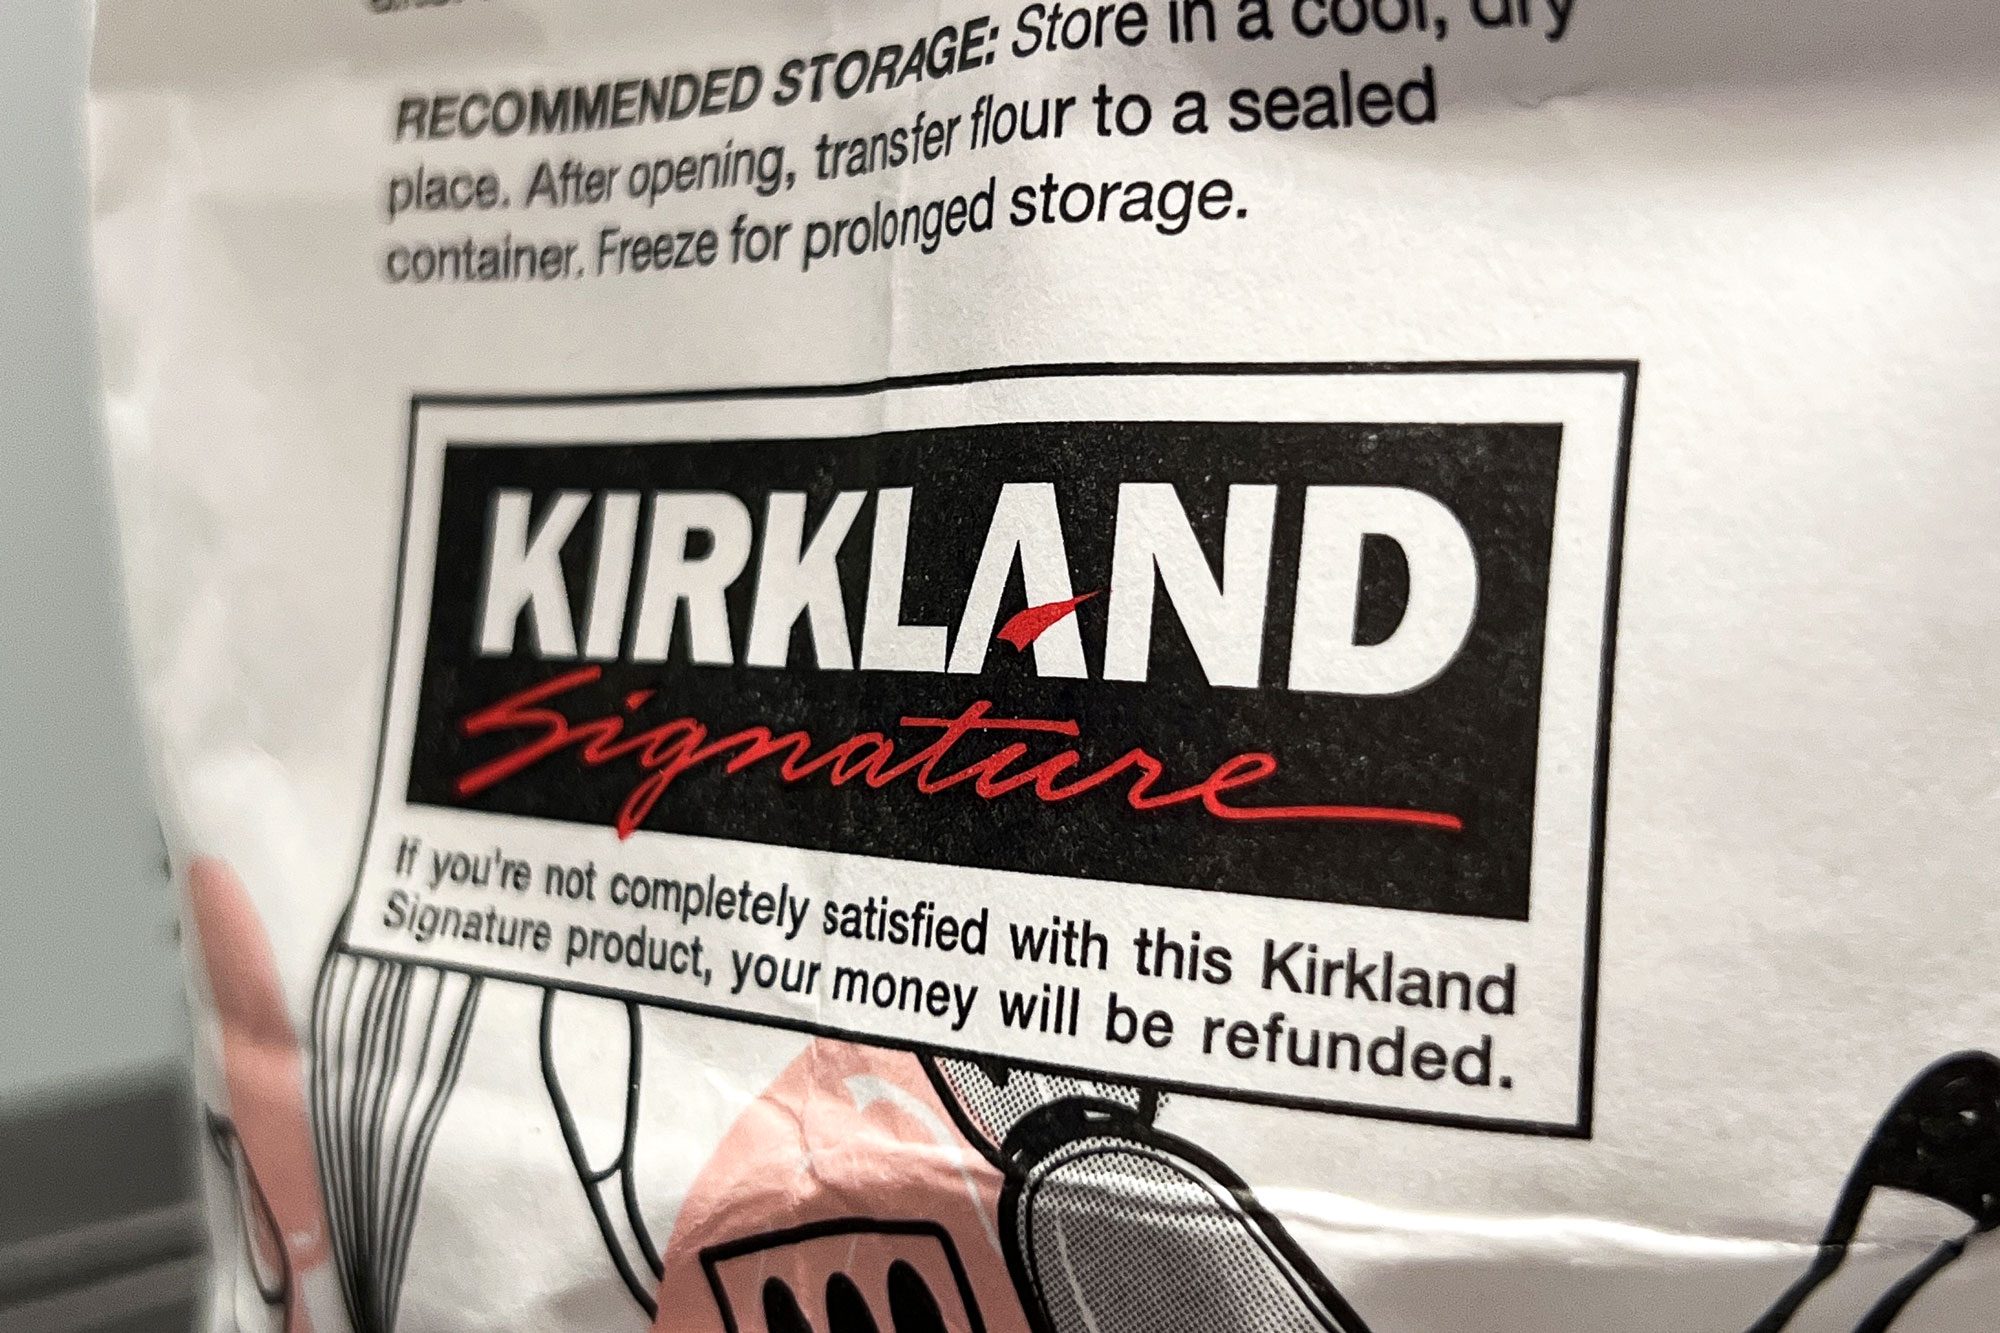 RECOMMENDED STORAGE: Store in a cool, dry
place. After opening, transfer flour to a sealed
container. Freeze for prolonged storage.
KIRKLAND
Signature
If you're not completely satisfied with this Kirkland
Signature product, your money will be refunded.